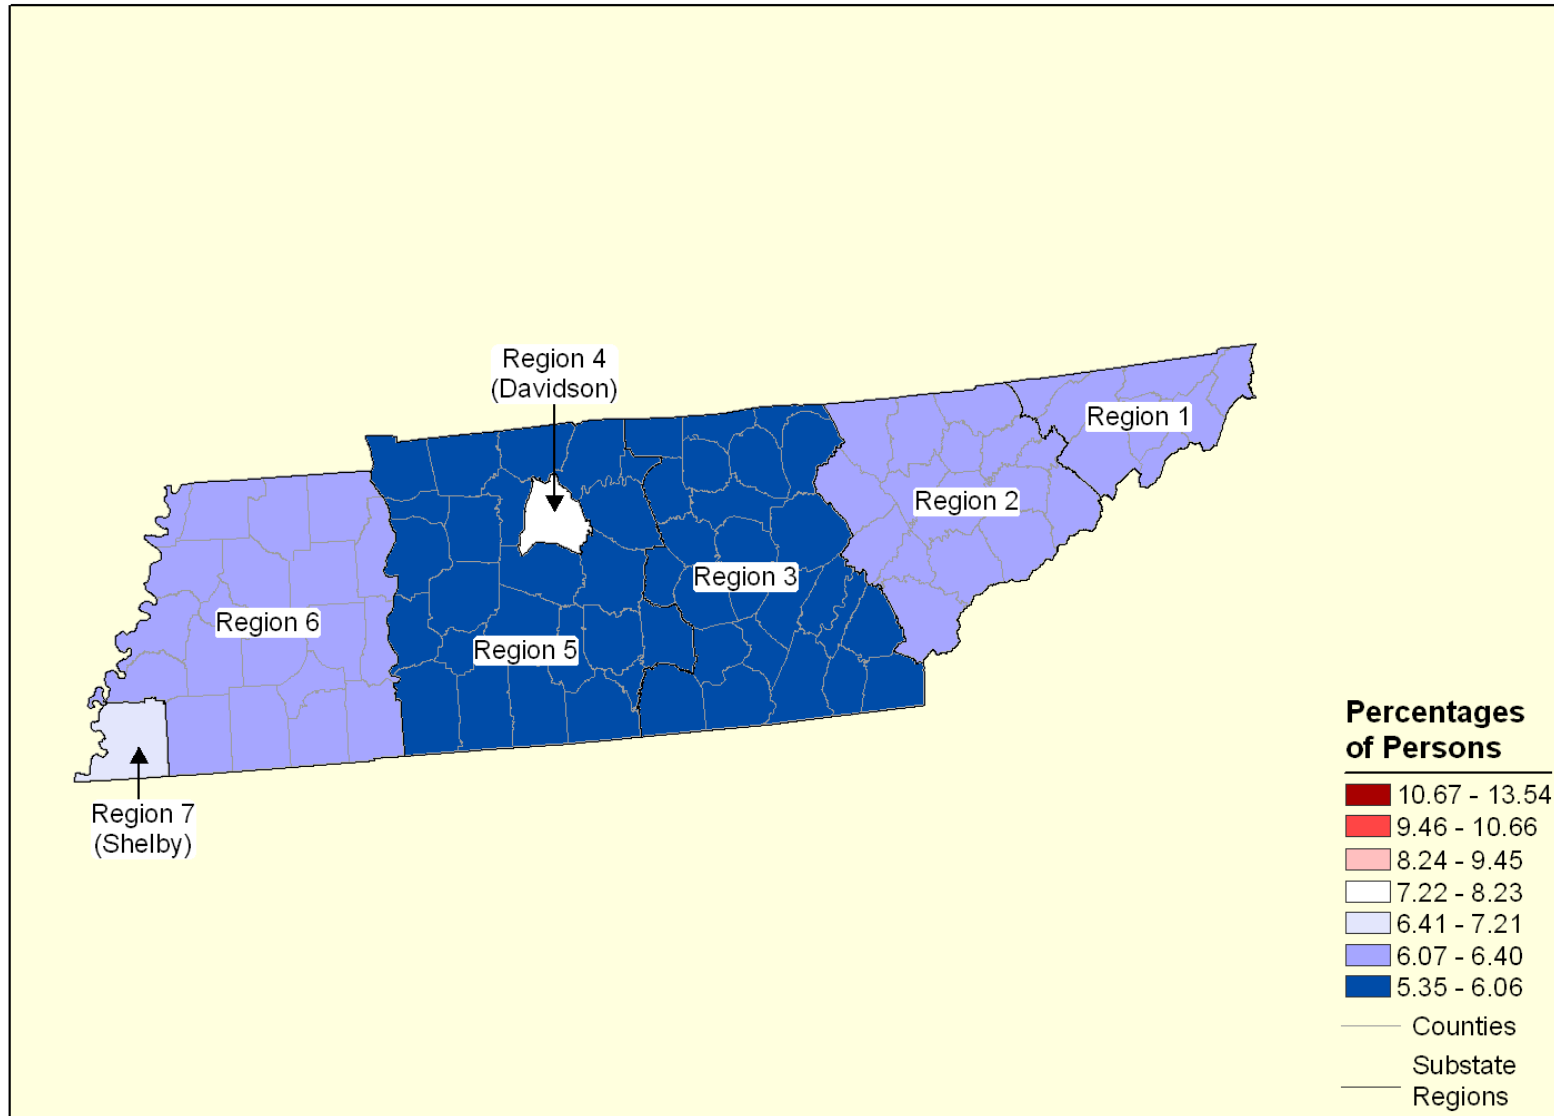 Region 4
(Davidson)
Region 1
Region 2
Region 3
Region 6
Region 5
Region 7
(Shelby)
Percentages
of Persons
10.67 - 13.54
9.46 - 10.66
8.24 - 9.45
7.22 - 8.23
6.41 - 7.21
6.07 - 6.40
5.35 - 6.06
Counties
Substate
Regions